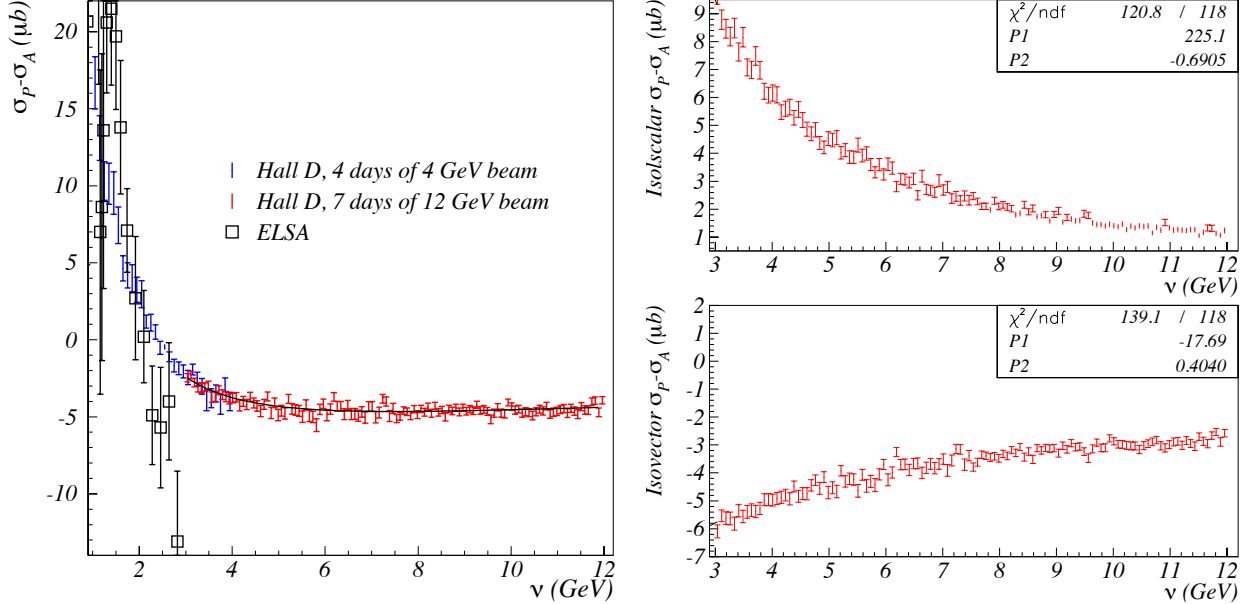 σP-σA (μb)
20
15
10
5
0
-5
-10
Hall D, 4 days of 4 GeV beam
Hall D, 7 days of 12 GeV beam
ELSA
2 4 6 8 10 12
ν (GeV)
Isolscalar σP-σA (μb)
9
8
7
6
5
4
3
2
1
χ²/ndf 120.8 / 118
P1 225.1
P2 -0.6905
3 4 5 6 7 8 9 10 11 12
ν (GeV)
Isovector σP-σA (μb)
2
1
0
-1
-2
-3
-4
-5
-6
-7
χ²/ndf 139.1 / 118
P1 -17.69
P2 0.4040
3 4 5 6 7 8 9 10 11 12
ν (GeV)